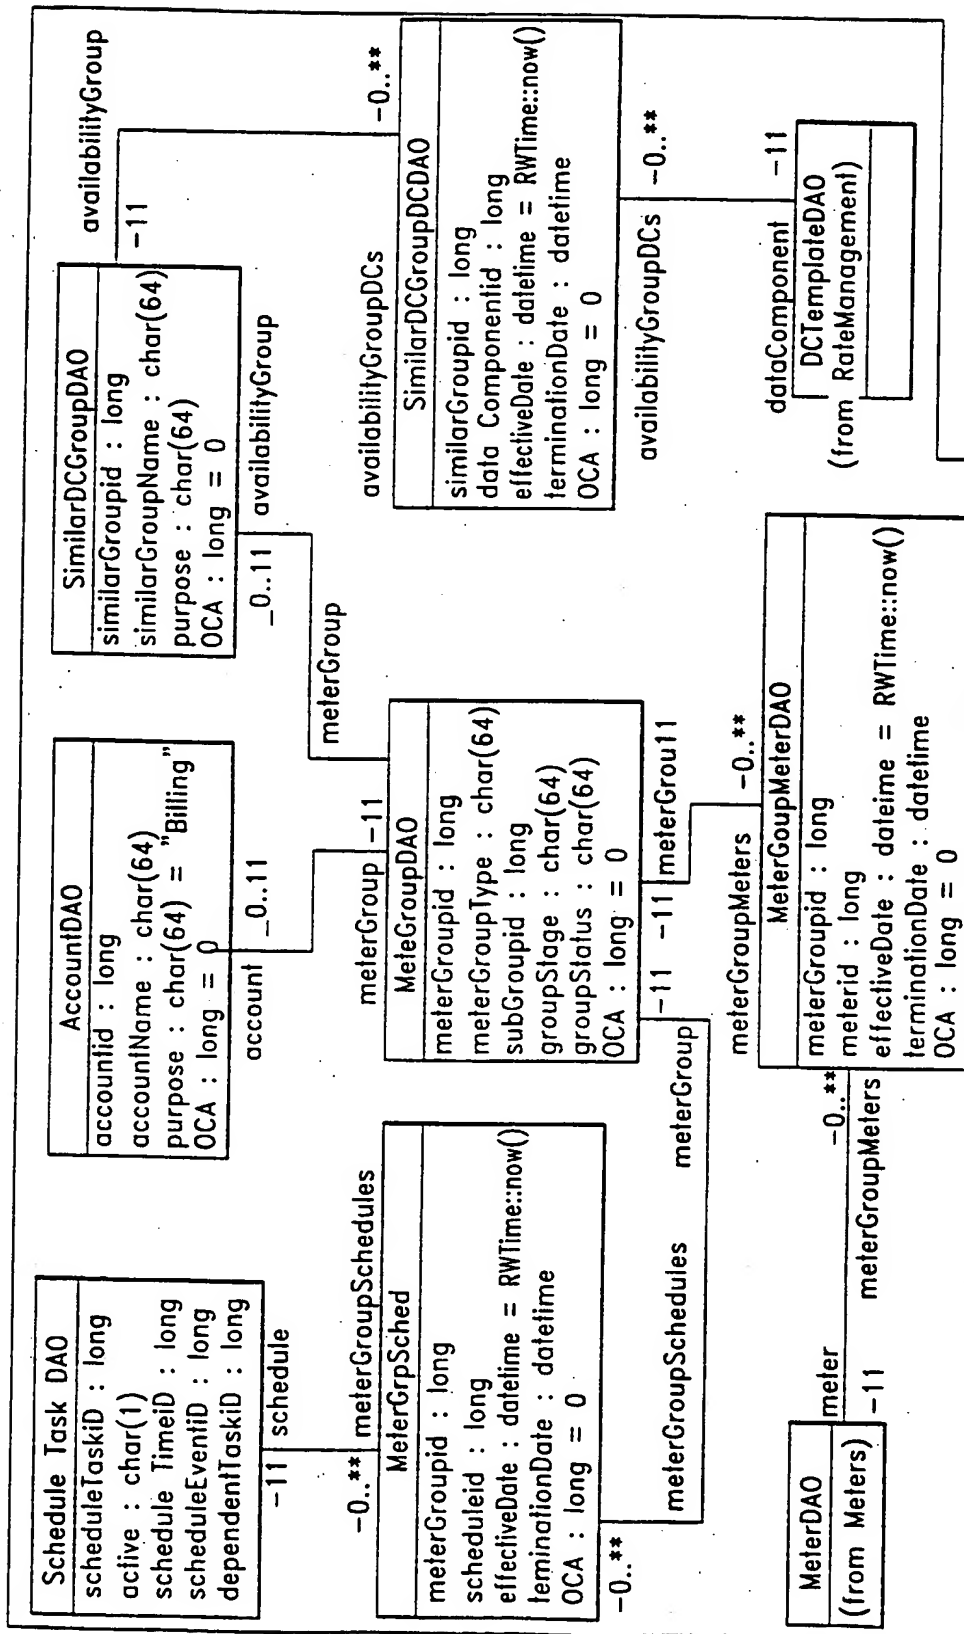 Schedule Task DAO
scheduleTaskiD : long
active : char(1)
schedule TimeiD : long
scheduleEventiD : long
dependentTaskiD : long
-11
schedule
-0..**
meterGroupSchedules
MeterGrpSched
meterGroupid : long
scheduleid : long
effectiveDate : datetime = RWTime::now()
teminationDate : datetime
OCA : long = 0
-0..**
meterGroupSchedules
meterGroup
MeterDAO
(from Meters)
meter
-11
-0..**
meterGroupMeters
AccountDAO
accountid : long
accountName : char(64)
purpose : char(64) = "Billing"
OCA : long = 0
account
_0..11
meterGroup
-11
MeteGroupDAO
meterGroupid : long
meterGroupType : char(64)
subGroupid : long
groupStage : char(64)
groupStatus : char(64)
OCA : long = 0
-11
-11
meterGrou11
meterGroupMeters
-0..**
MeterGoupMeterDAO
meterGroupid : long
meterid : long
effectiveDate : dateime = RWTime::now()
terminationDate : datetime
OCA : long = 0
SimilarDCGroupDAO
similarGroupid : long
similarGroupName : char(64)
purpose : char(64)
OCA : long = 0
_0..11
availabilityGroup
meterGroup
-11
availabilityGroup
availabilityGroupDCs
-0..**
SimilarDCGroupDCDAO
similarGroupid : long
data Componentid : long
effectiveDate : datetime = RWTime::now()
terminationDate : datetime
OCA : long = 0
availabilityGroupDCs
-0..**
dataComponent
-11
DCTemplateDAO
(from RateManagement)